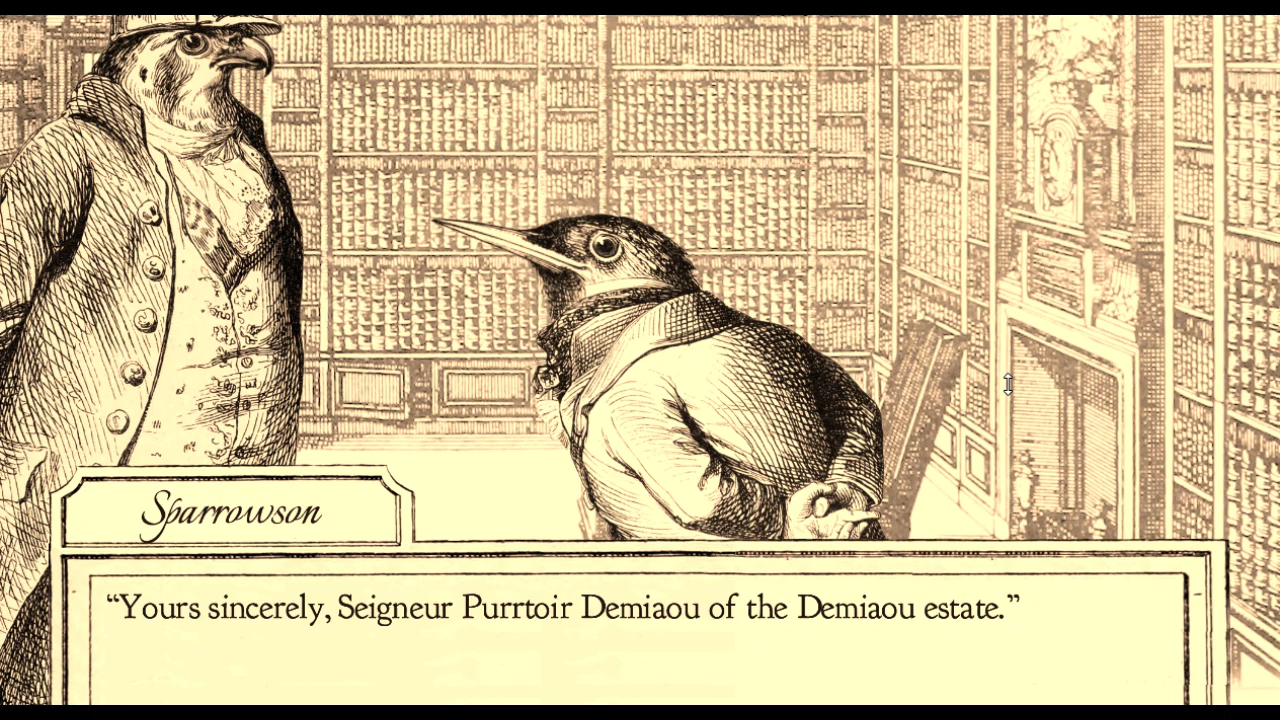 Sparrowson
“Yours sincerely, Seigneur Purrtoir Demiaou of the Demiaou estate.”